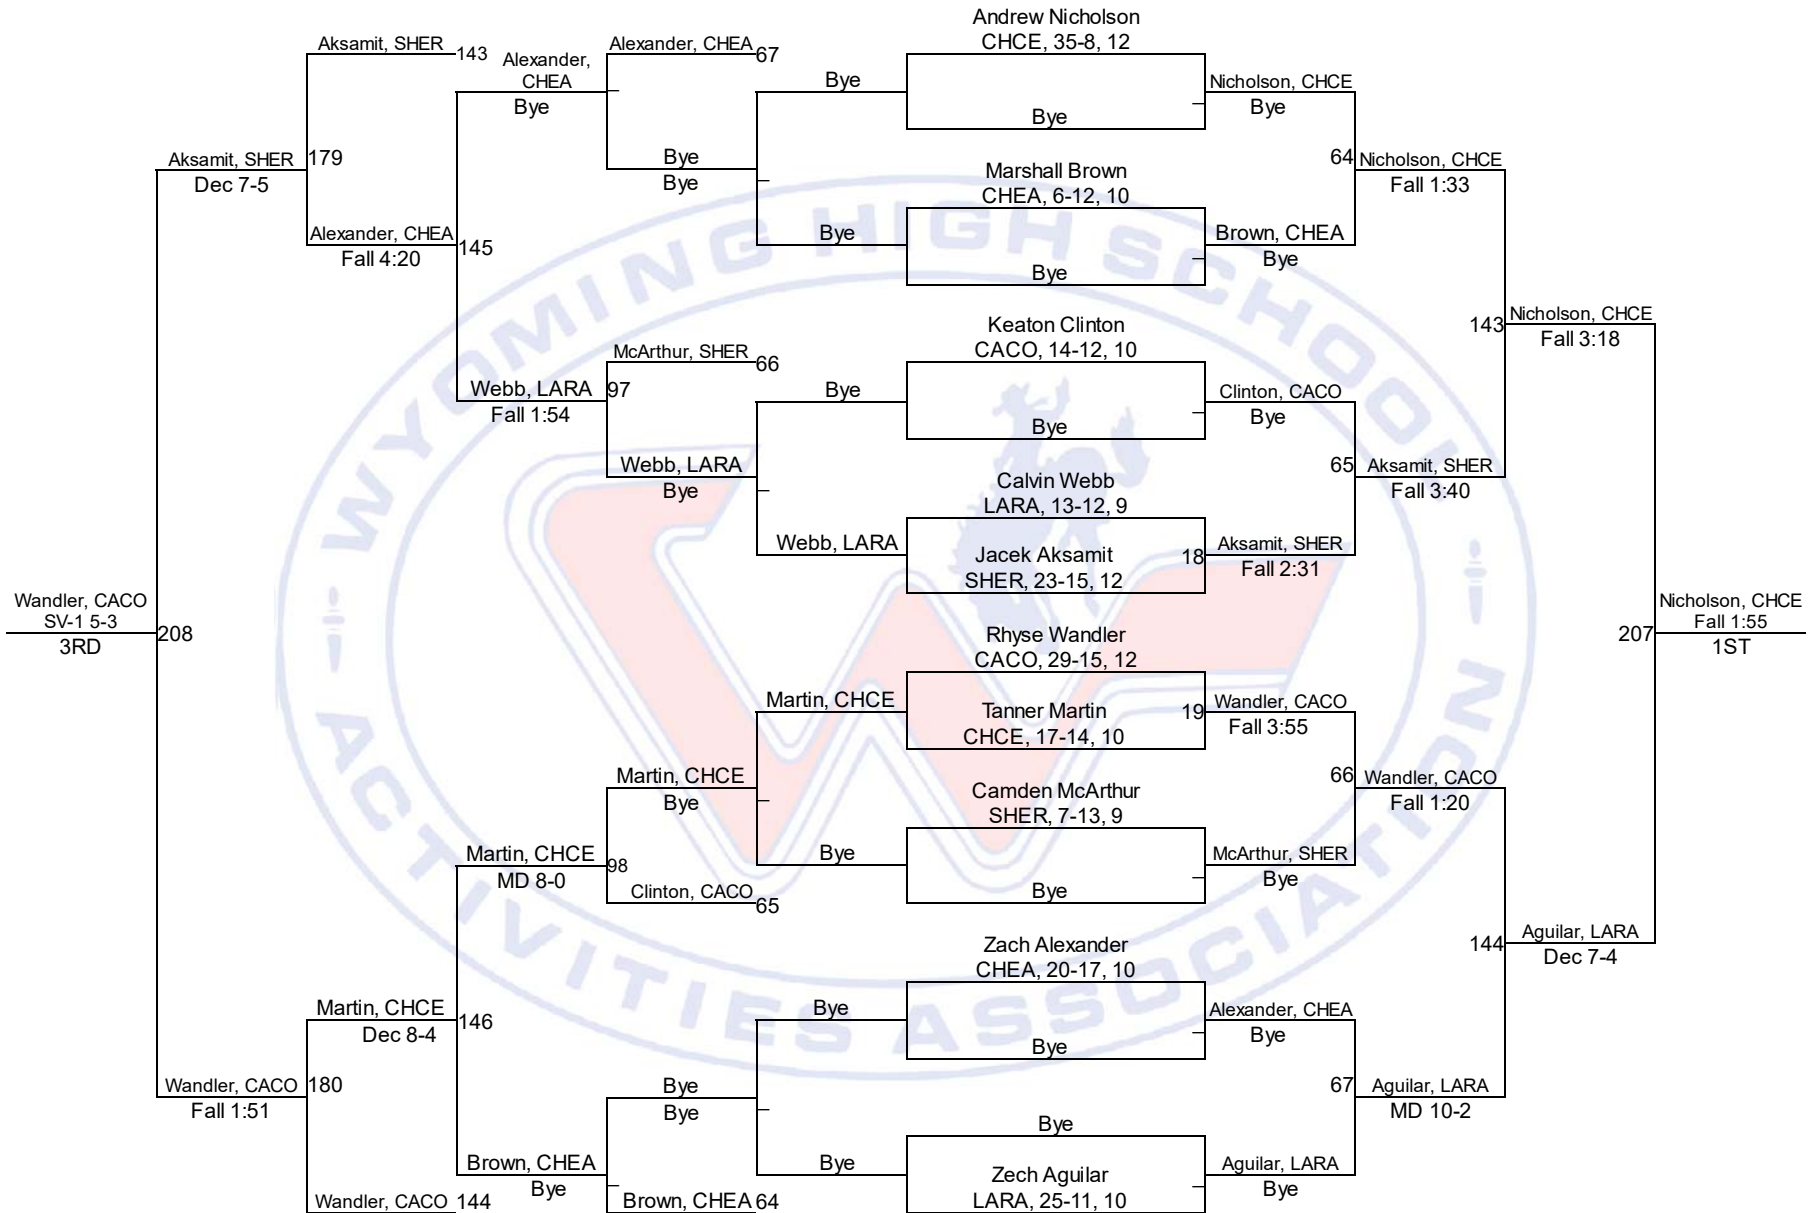 Andrew Nicholson
CHCE, 35-8, 12
Bye
Marshall Brown
CHEA, 6-12, 10
Bye
Keaton Clinton
CACO, 14-12, 10
Bye
Calvin Webb
LARA, 13-12, 9
Jacek Aksamit
SHER, 23-15, 12
18
Rhyse Wandler
CACO, 29-15, 12
Tanner Martin
CHCE, 17-14, 10
19
Camden McArthur
SHER, 7-13, 9
Bye
Zach Alexander
CHEA, 20-17, 10
Bye
Bye
Zech Aguilar
LARA, 25-11, 10
Nicholson, CHCE
Bye
64
Brown, CHEA
Bye
Clinton, CACO
Bye
65
Aksamit, SHER
Fall 2:31
Wandler, CACO
Fall 3:55
66
McArthur, SHER
Bye
Alexander, CHEA
Bye
67
Aguilar, LARA
Bye
Nicholson, CHCE
Fall 1:33
143
Aksamit, SHER
Fall 3:40
Wandler, CACO
Fall 1:20
144
Aguilar, LARA
MD 10-2
Nicholson, CHCE
Fall 3:18
207
Aguilar, LARA
Dec 7-4
Nicholson, CHCE
Fall 1:55
1ST
Bye
Bye
Bye
Webb, LARA
Martin, CHCE
Bye
Bye
Bye
Alexander, CHEA 67
Bye
Bye
McArthur, SHER 66
Webb, LARA
Bye
Martin, CHCE
Bye
Clinton, CACO 65
Bye
Bye
Brown, CHEA 64
Alexander,
CHEA
Bye
Webb, LARA 97
Fall 1:54
Martin, CHCE 98
MD 8-0
Brown, CHEA
Bye
Aksamit, SHER 143
Alexander, CHEA 145
Fall 4:20
Martin, CHCE 146
Dec 8-4
Wandler, CACO 144
Aksamit, SHER 179
Dec 7-5
Wandler, CACO 180
Fall 1:51
Wandler, CACO
SV-1 5-3
3RD
208
WYOMING HIGH SCHOOL
ACTIVITIES ASSOCIATION